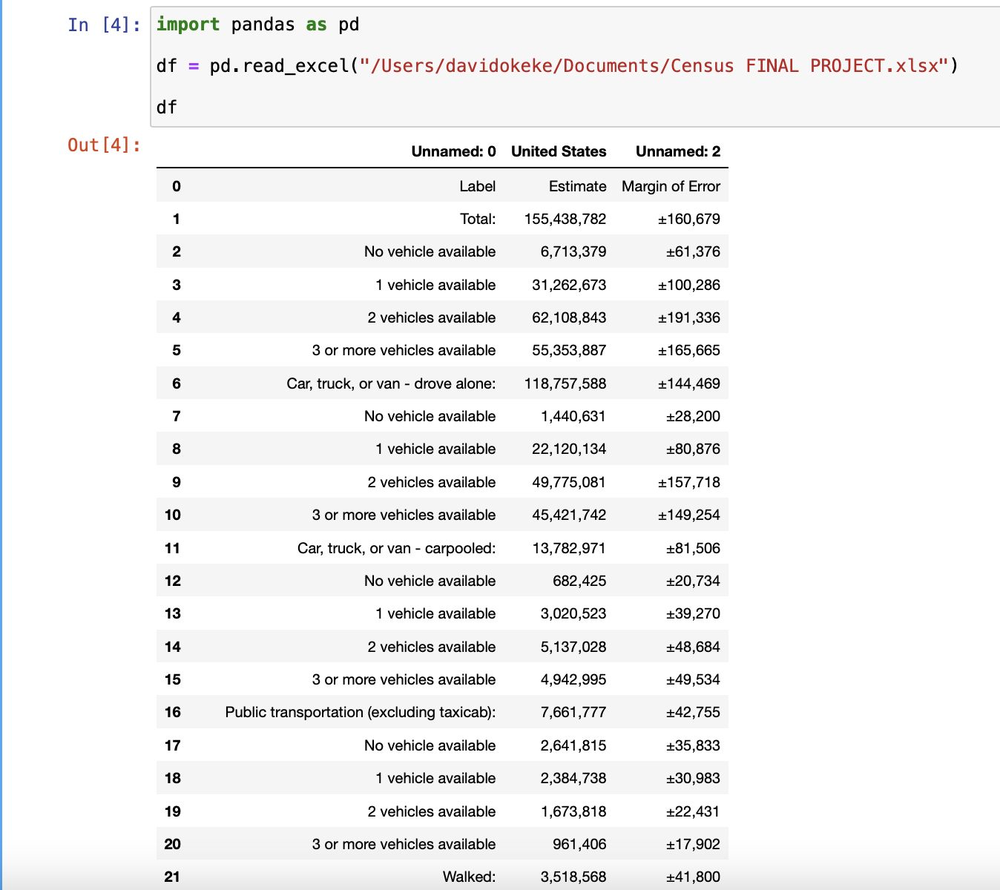 In [4]: import pandas as pd
df = pd.read_excel("/Users/davidokeke/Documents/Census FINAL PROJECT.xlsx")
df
Out[4]:
Unnamed: 0 United States Unnamed: 2
0 Label Estimate Margin of Error
1 Total: 155,438,782 ±160,679
2 No vehicle available 6,713,379 ±61,376
3 1 vehicle available 31,262,673 ±100,286
4 2 vehicles available 62,108,843 ±191,336
5 3 or more vehicles available 55,353,887 ±165,665
6 Car, truck, or van - drove alone: 118,757,588 ±144,469
7 No vehicle available 1,440,631 ±28,200
8 1 vehicle available 22,120,134 ±80,876
9 2 vehicles available 49,775,081 ±157,718
10 3 or more vehicles available 45,421,742 ±149,254
11 Car, truck, or van - carpooled: 13,782,971 ±81,506
12 No vehicle available 682,425 ±20,734
13 1 vehicle available 3,020,523 ±39,270
14 2 vehicles available 5,137,028 ±48,684
15 3 or more vehicles available 4,942,995 ±49,534
16 Public transportation (excluding taxicab): 7,661,777 ±42,755
17 No vehicle available 2,641,815 ±35,833
18 1 vehicle available 2,384,738 ±30,983
19 2 vehicles available 1,673,818 ±22,431
20 3 or more vehicles available 961,406 ±17,902
21 Walked: 3,518,568 ±41,800